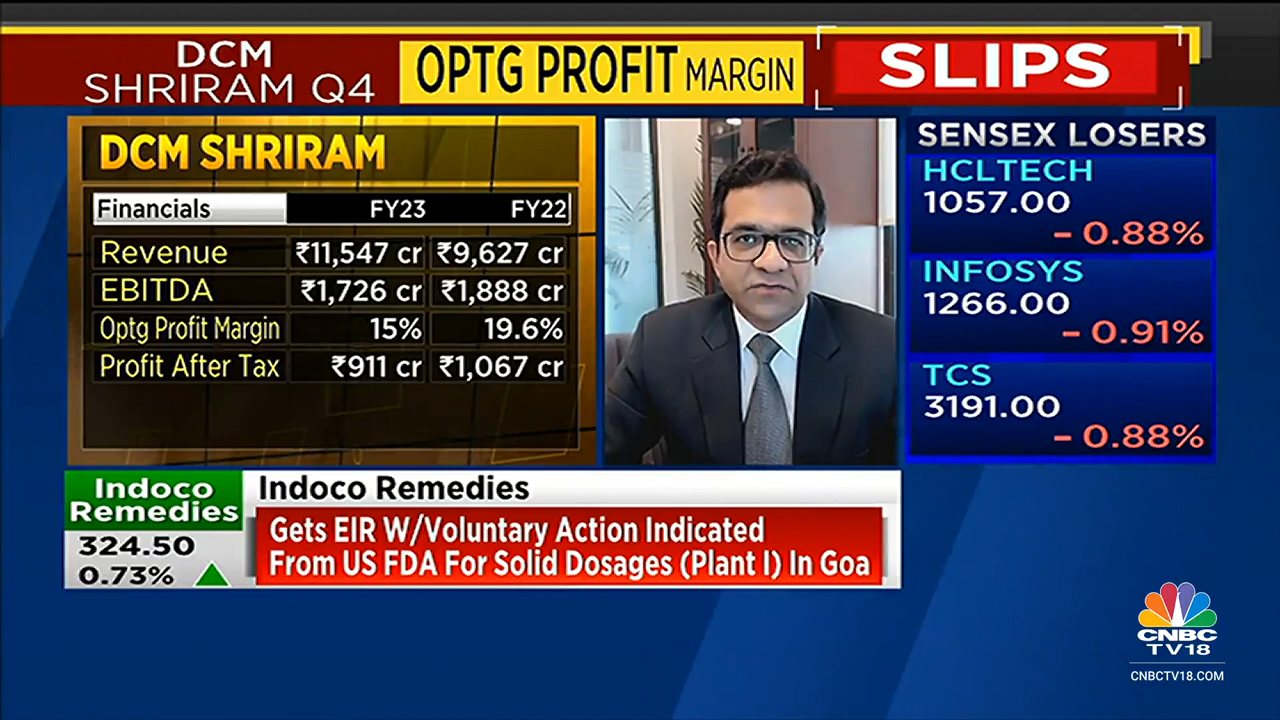 DCM
SHRIRAM Q4
OPTG PROFIT MARGIN
SLIPS
DCM SHRIRAM
Financials FY23 FY22
Revenue ₹11,547 cr ₹9,627 cr
EBITDA ₹1,726 cr ₹1,888 cr
Optg Profit Margin 15% 19.6%
Profit After Tax ₹911 cr ₹1,067 cr
SENSEX LOSERS
HCLTECH
1057.00
- 0.88%
INFOSYS
1266.00
- 0.91%
TCS
3191.00
- 0.88%
Indoco
Remedies
324.50
0.73%
Indoco Remedies
Gets EIR W/Voluntary Action Indicated
From US FDA For Solid Dosages (Plant I) In Goa
CNBC
TV18
CNBCTV18.COM